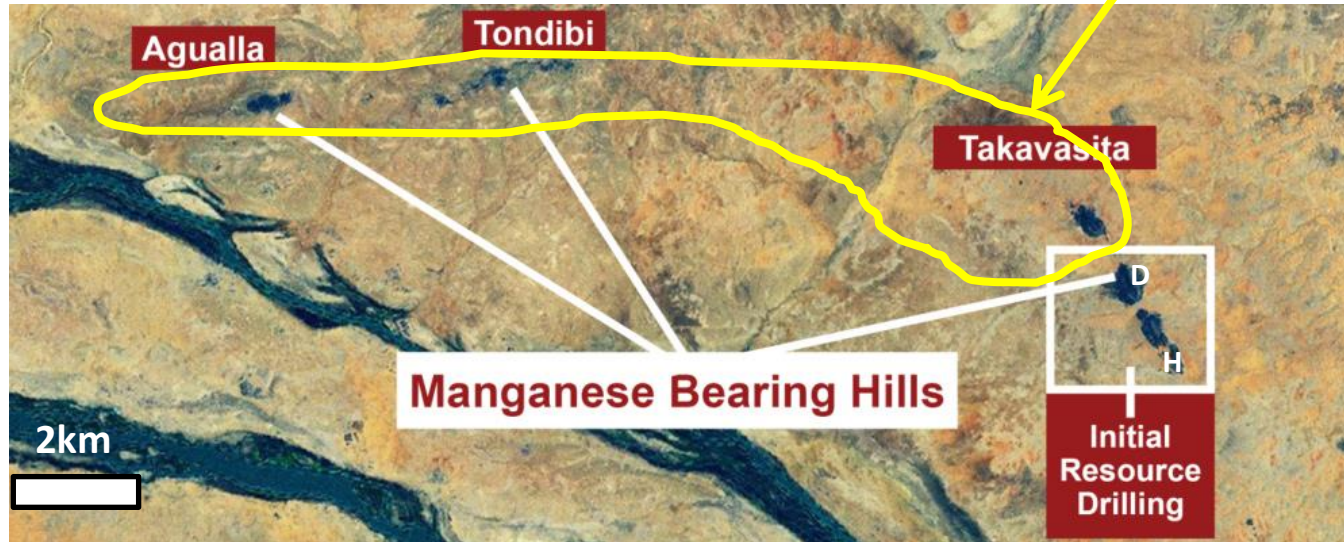 Agualla
Tondibi
Takavasita
D
H
Manganese Bearing Hills
2km
Initial
Resource
Drilling